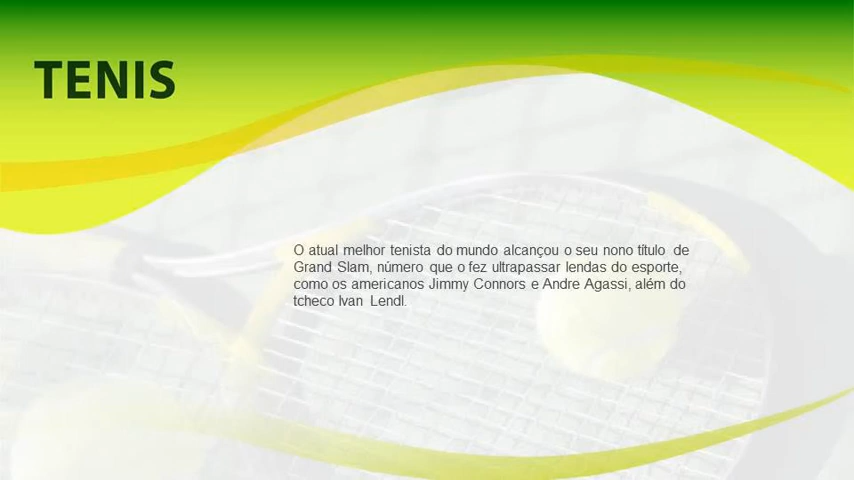 TENIS
O atual melhor tenista do mundo alcançou o seu nono título de
Grand Slam, número que o fez ultrapassar lendas do esporte,
como os americanos Jimmy Connors e Andre Agassi, além do
tcheco Ivan Lendl.